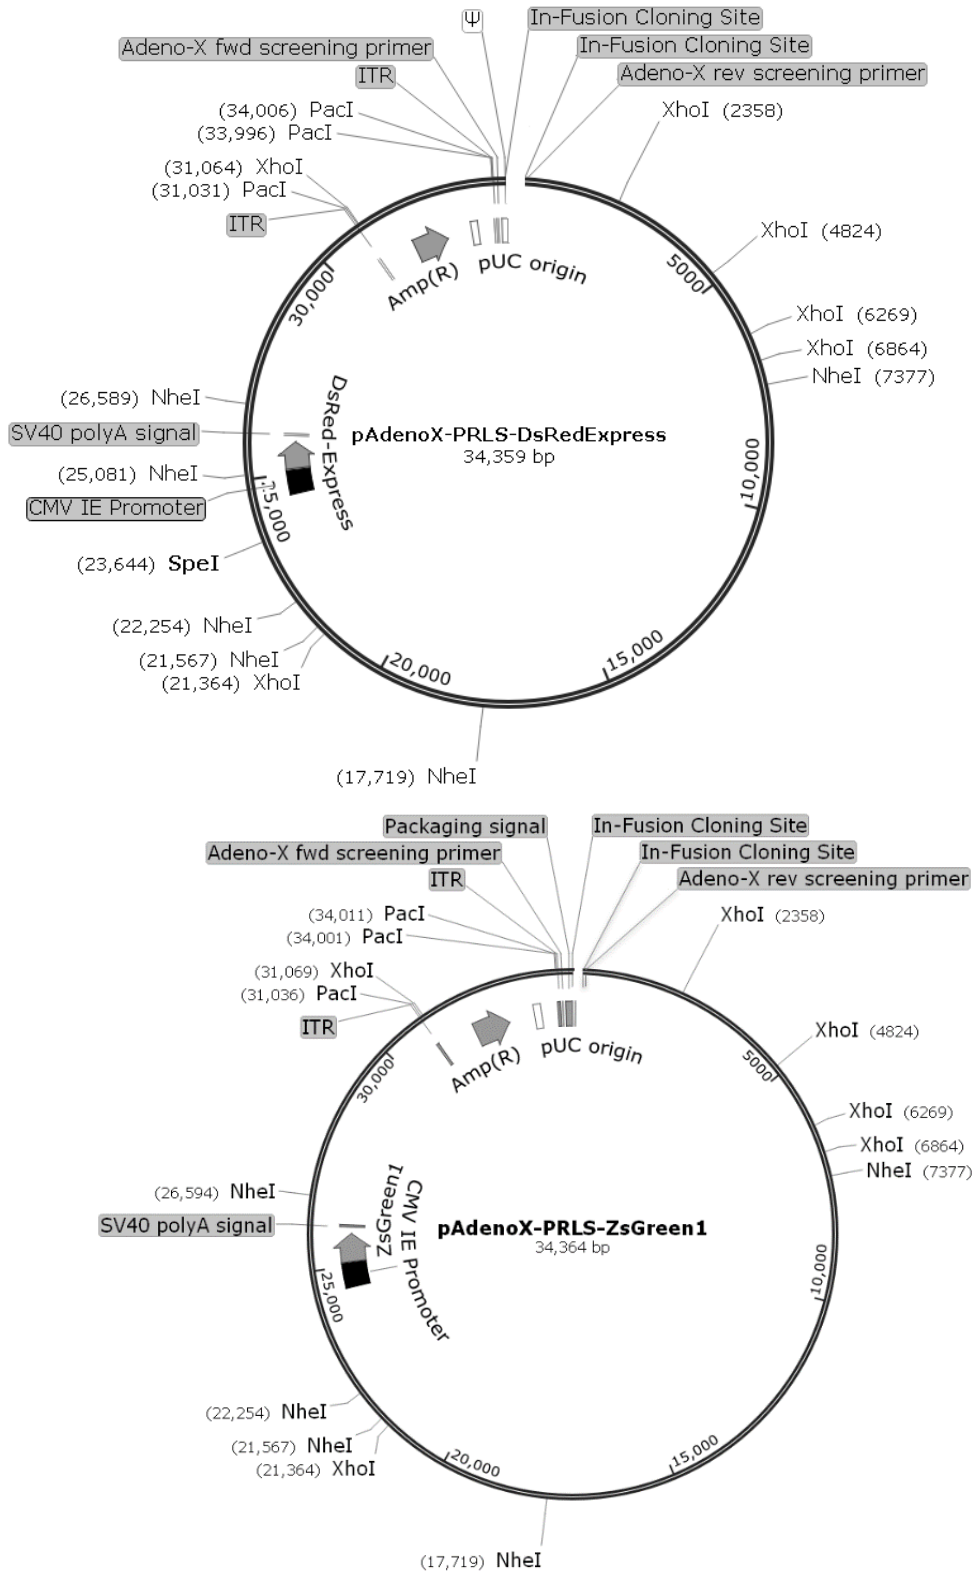 Ψ
In-Fusion Cloning Site
Adeno-X fwd screening primer
In-Fusion Cloning Site
ITR
Adeno-X rev screening primer
(34,006) PacI
XhoI (2358)
(33,996) PacI
(31,064) XhoI
(31,031) PacI
ITR
XhoI (4824)
Amp(R)
pUC origin
5000
30,000
XhoI (6269)
XhoI (6864)
NheI (7377)
(26,589) NheI
SV40 polyA signal
DsRed-Express
pAdenoX-PRLS-DsRedExpress
34,359 bp
(25,081) NheI
10,000
CMV IE Promoter
25,000
(23,644) SpeI
(22,254) NheI
(21,567) NheI
(21,364) XhoI
20,000
15,000
(17,719) NheI
Packaging signal
In-Fusion Cloning Site
Adeno-X fwd screening primer
In-Fusion Cloning Site
ITR
Adeno-X rev screening primer
(34,011) PacI
XhoI (2358)
(34,001) PacI
(31,069) XhoI
(31,036) PacI
ITR
XhoI (4824)
Amp(R)
pUC origin
5000
30,000
XhoI (6269)
XhoI (6864)
NheI (7377)
(26,594) NheI
SV40 polyA signal
ZsGreen1
CMV IE Promoter
pAdenoX-PRLS-ZsGreen1
34,364 bp
25,000
10,000
(22,254) NheI
(21,567) NheI
(21,364) XhoI
20,000
15,000
(17,719) NheI